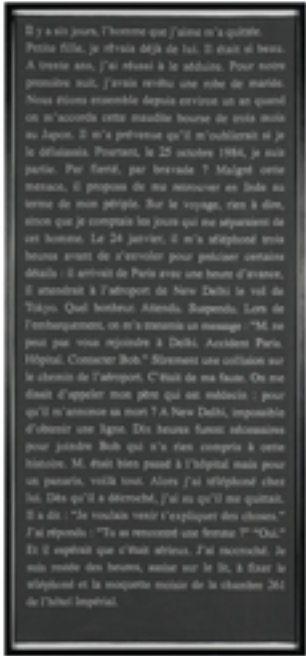 Il y a six jours, l'homme que j'aime m'a quittée.
Petite fille, je rêvais déjà de lui. Il était si beau.
A trente ans, j'ai réussi à le séduire. Pour notre
première nuit, j'avais revêtu une robe de mariée.
Nous étions ensemble depuis environ un an quand
on m'accorda cette maudite bourse de trois mois
au Japon. Il m'a prévenue qu'il m'oublierait si je
le délaissais. Pourtant, le 25 octobre 1984, je suis
partie. Par fierté, par bravade ? Malgré cette
menace, il proposa de me retrouver en Inde au
terme de mon périple. Sur le voyage, rien à dire,
sinon que je comptais les jours qui me séparaient de
cet homme. Le 24 janvier, il m'a téléphoné trois
heures avant de s'envoler pour préciser certains
détails : il arrivait de Paris avec une heure d'avance,
il attendrait à l'aéroport de New Delhi le vol de
Tokyo. Quel bonheur. Attendu. Suspendu. Lors de
l'embarquement, on m'a transmis un message : "M. ne
peut pas vous rejoindre à Delhi. Accident Paris.
Hôpital. Contacter Bob." Sûrement une collision sur
le chemin de l'aéroport. C'était de ma faute. On me
disait d'appeler mon père qui est médecin : pour
qu'il m'annonce sa mort ? A New Delhi, impossible
d'obtenir une ligne. Dix heures furent nécessaires
pour joindre Bob qui n'a rien compris à cette
histoire. M. était bien passé à l'hôpital mais pour
un panaris, voilà tout. Alors j'ai téléphoné chez
lui. Dès qu'il a décroché, j'ai su qu'il me quittait.
Il a dit : "Je voulais venir t'expliquer des choses."
J'ai répondu : "Tu as rencontré une femme ?" "Oui."
Et il espérait que c'était sérieux. J'ai raccroché. Je
suis restée des heures, assise sur le lit, à fixer le
téléphone et la moquette moisie de la chambre 261
de l'hôtel Impérial.